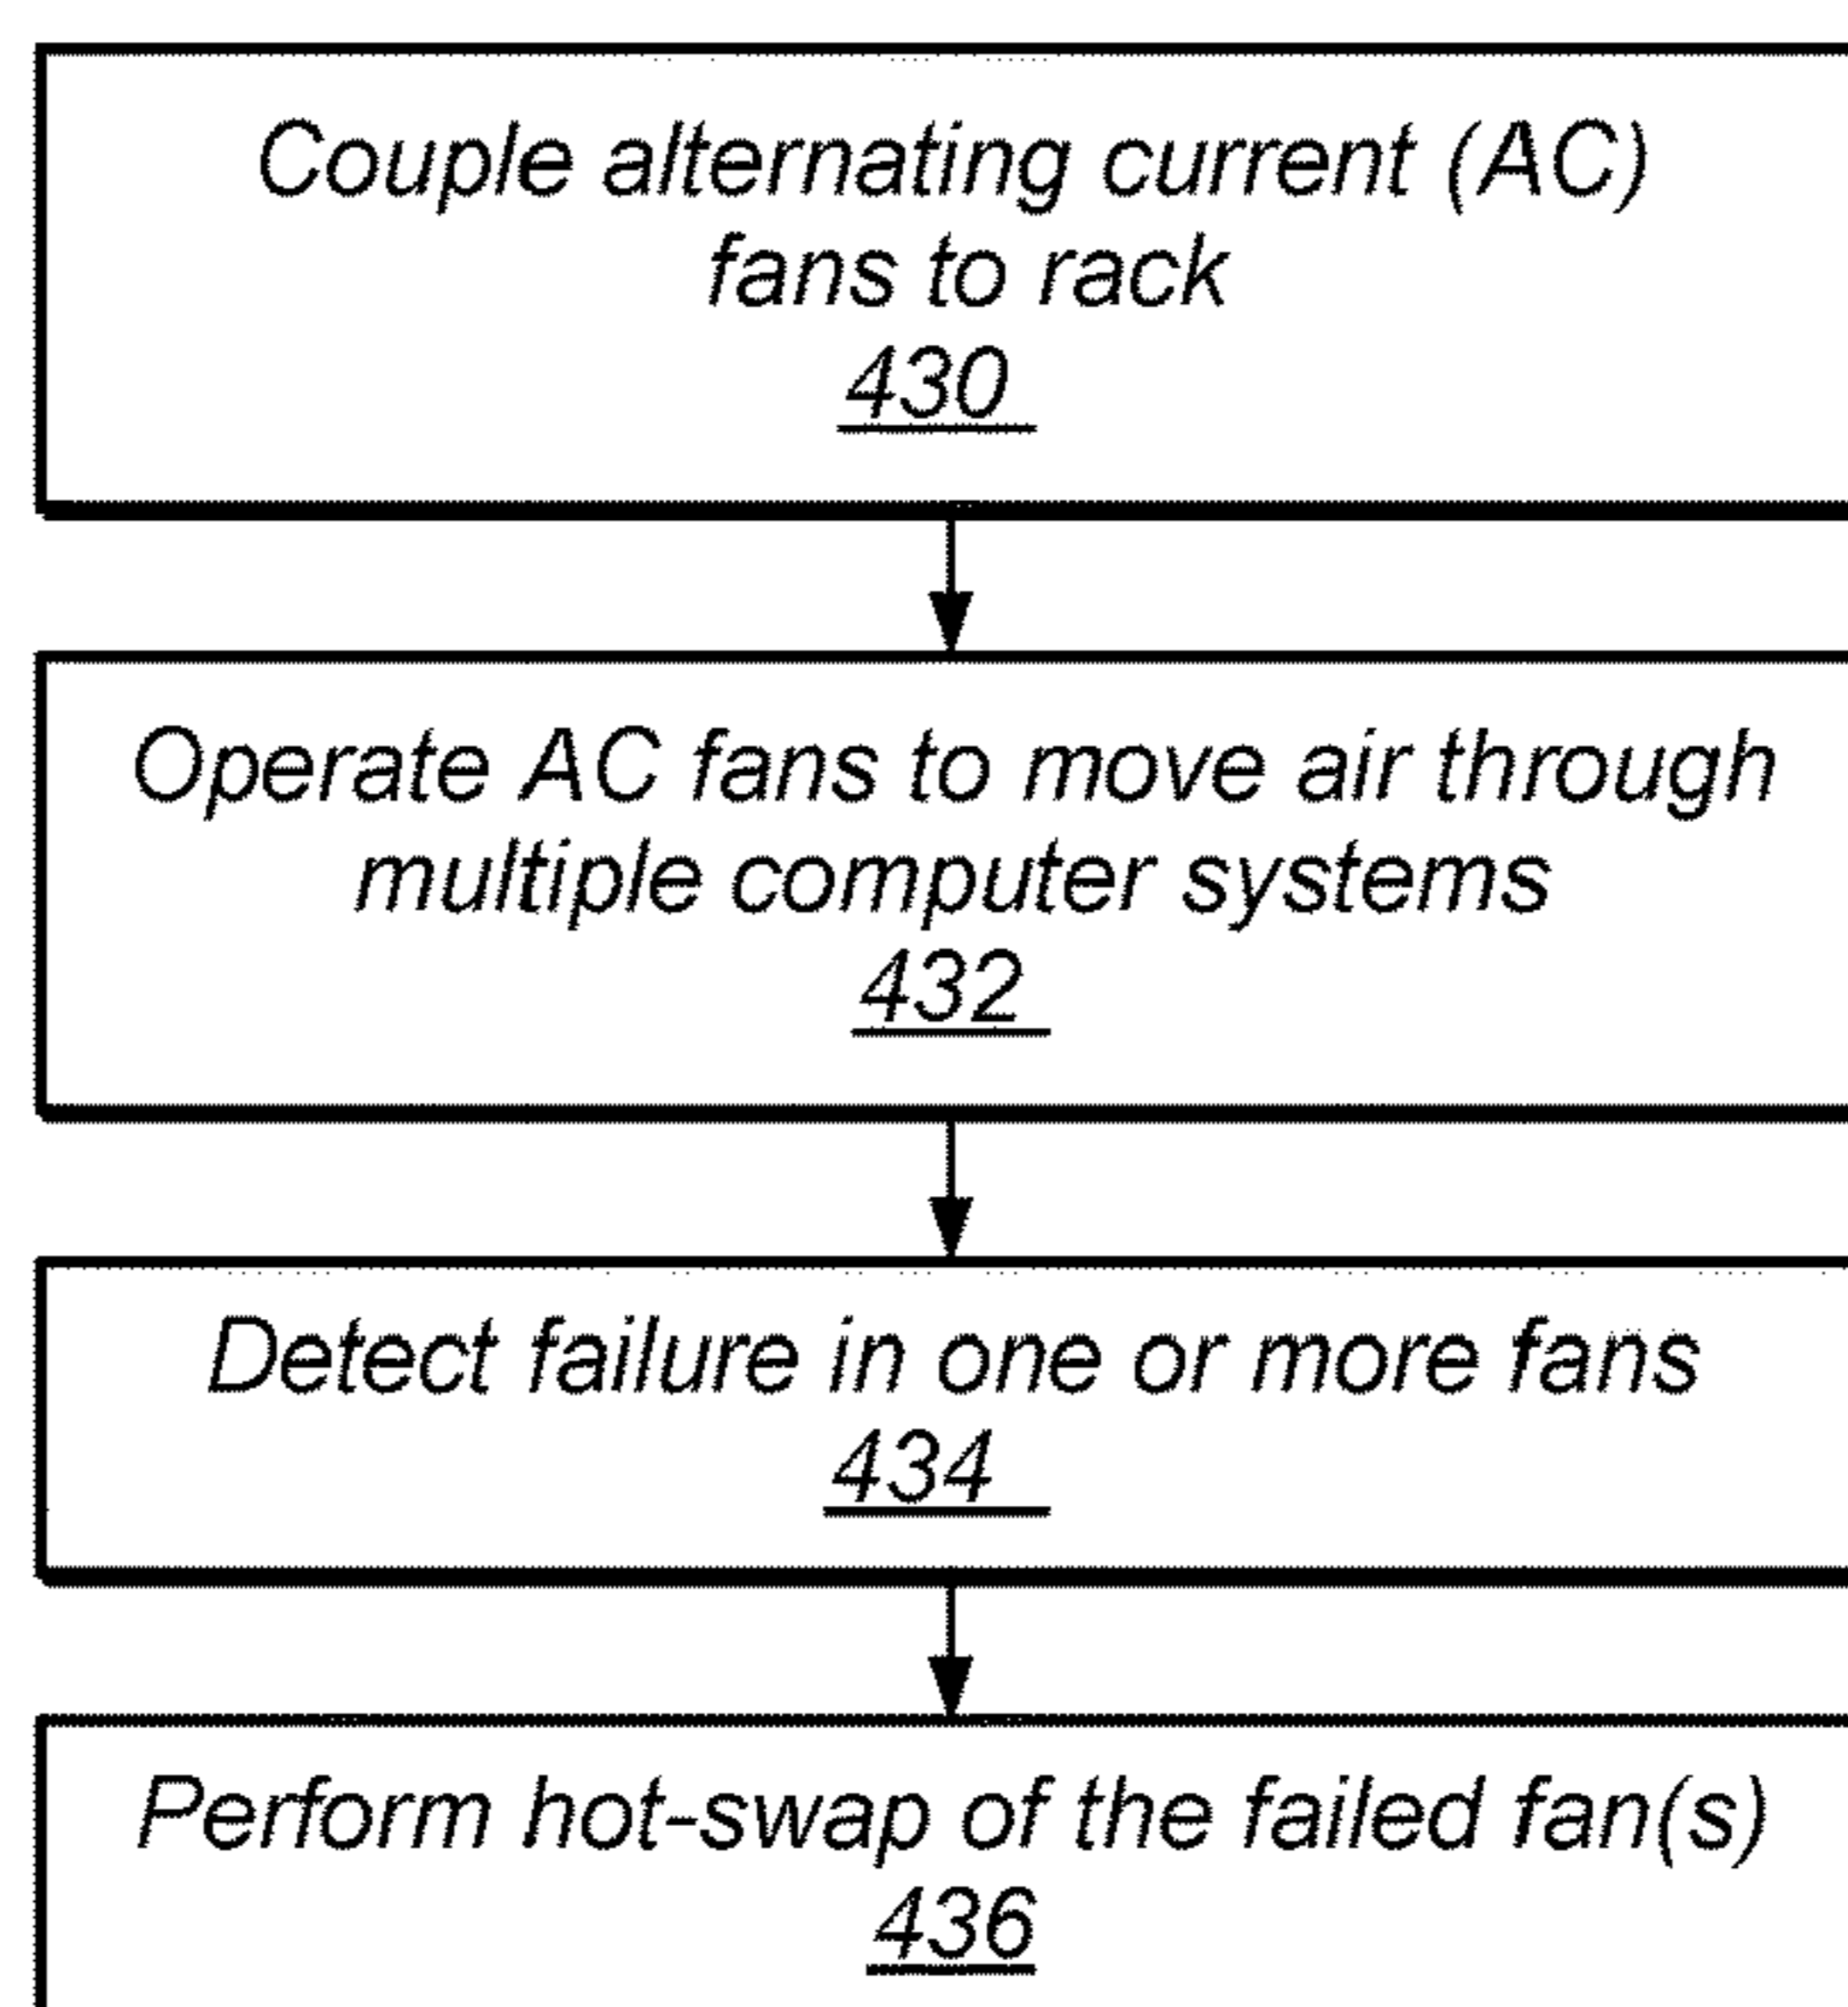 Couple alternating current (AC)
fans to rack
430
Operate AC fans to move air through
multiple computer systems
432
Detect failure in one or more fans
434
Perform hot-swap of the failed fan(s)
436